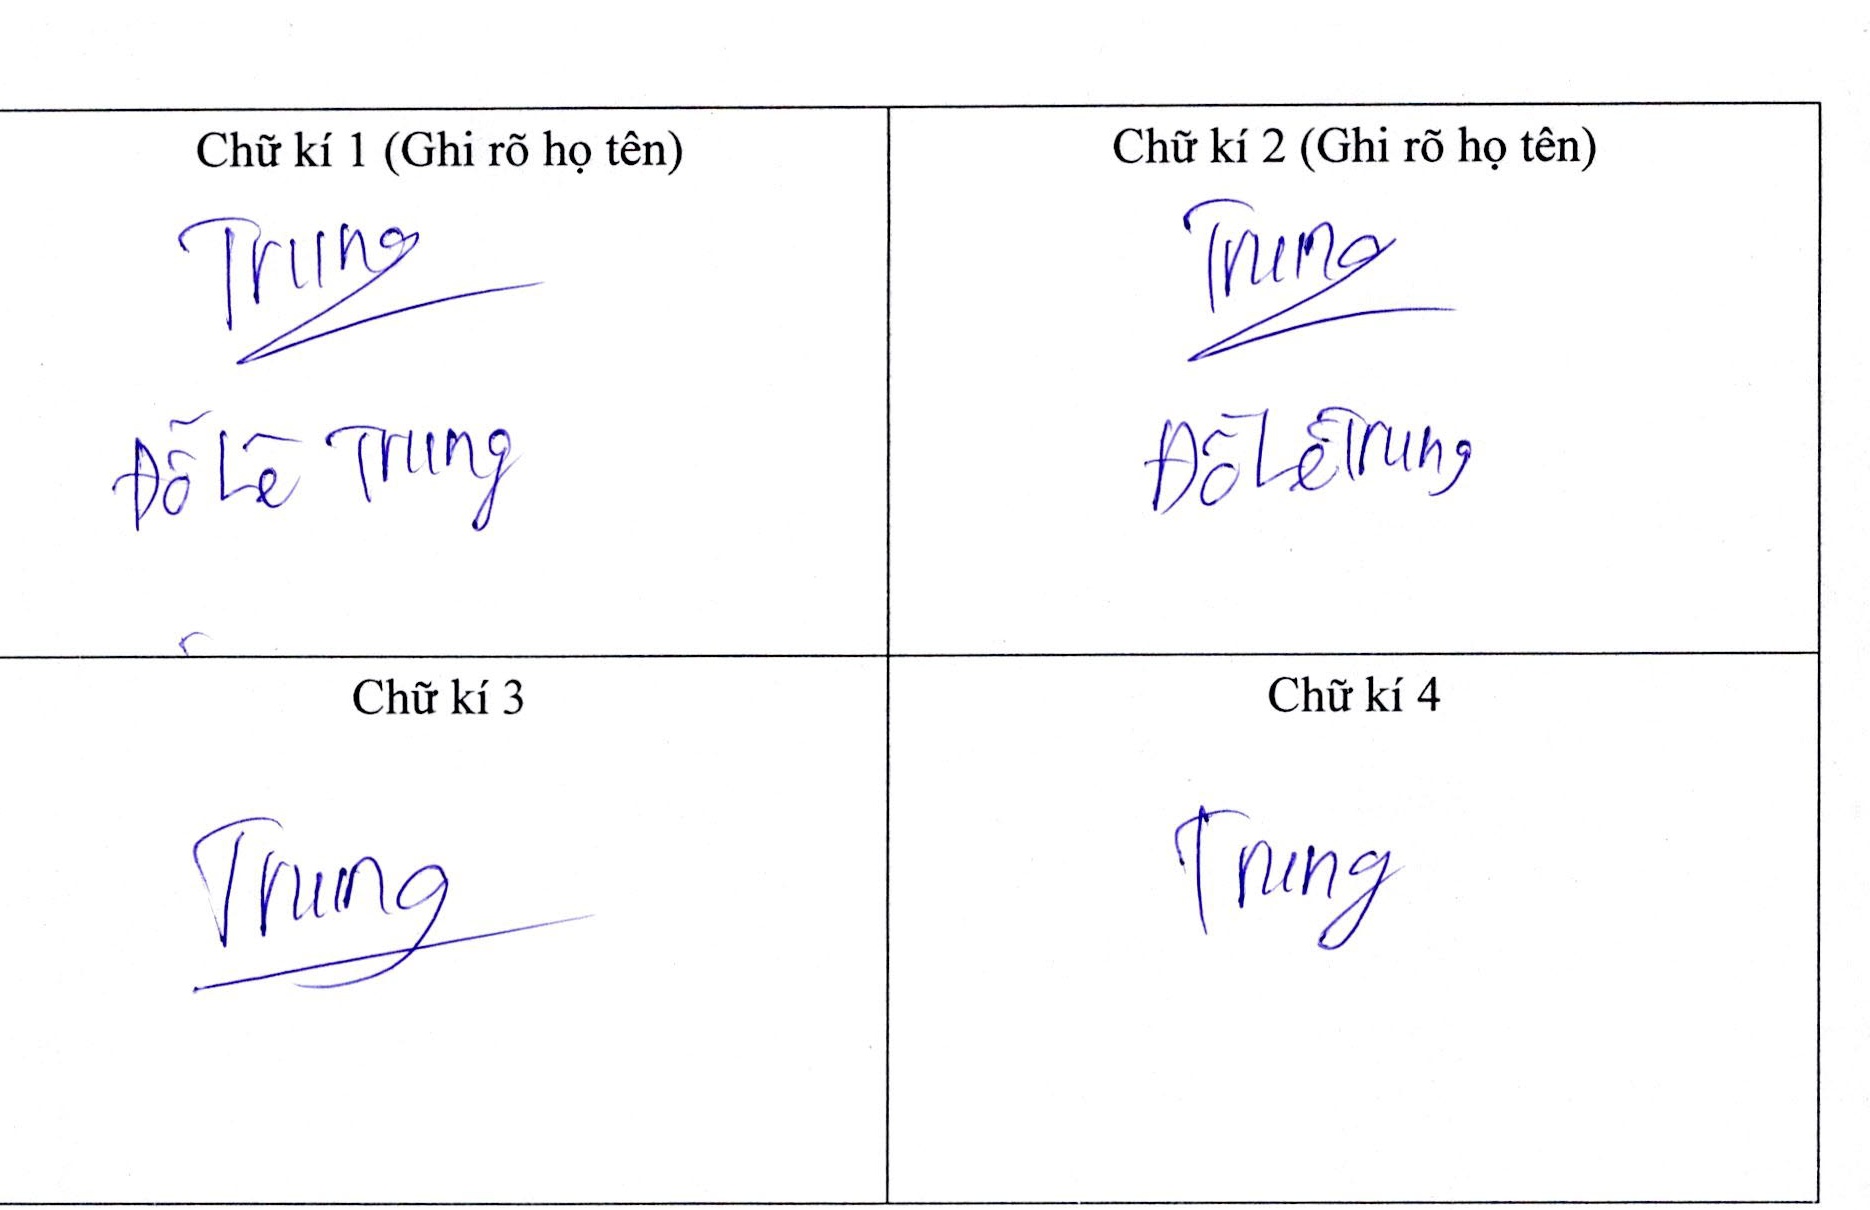 Chữ kí 1 (Ghi rõ họ tên)
Trung
Đỗ Lê Trung
Chữ kí 2 (Ghi rõ họ tên)
Trung
Đỗ Lê Trung
Chữ kí 3
Trung
Chữ kí 4
Trung